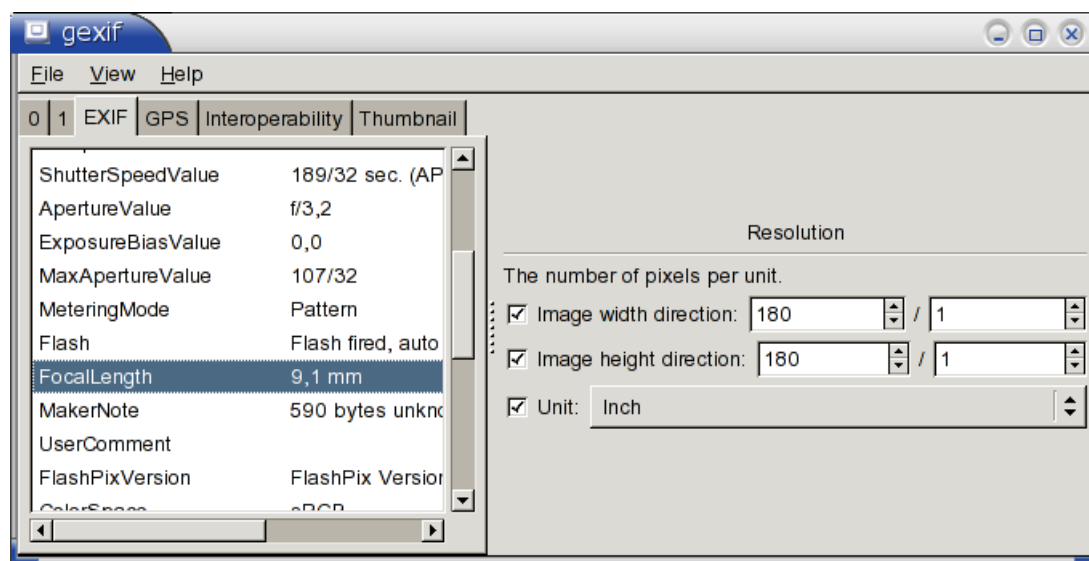 gexif
File View Help
0 1 EXIF GPS Interoperability Thumbnail
ShutterSpeedValue 189/32 sec. (AP
ApertureValue f/3,2
ExposureBiasValue 0,0
MaxApertureValue 107/32
MeteringMode Pattern
Flash Flash fired, auto
FocalLength 9,1 mm
MakerNote 590 bytes unkno
UserComment
FlashPixVersion FlashPix Version
ColorSpace sRGB
Resolution
The number of pixels per unit.
Image width direction: 180 / 1
Image height direction: 180 / 1
Unit: Inch